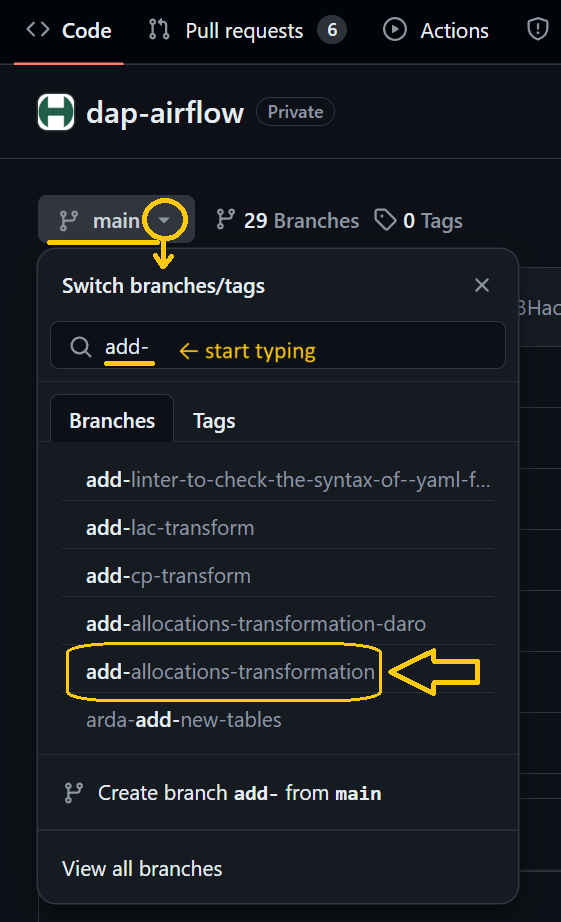 Code Pull requests 6 Actions
dap-airflow Private
main 29 Branches 0 Tags
Switch branches/tags
add- ← start typing
Branches Tags
add-linter-to-check-the-syntax-of--yaml-f...
add-lac-transform
add-cp-transform
add-allocations-transformation-daro
add-allocations-transformation
arda-add-new-tables
Create branch add- from main
View all branches